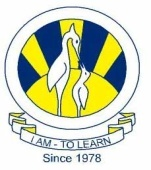 I AM - TO LEARN
Since 1978